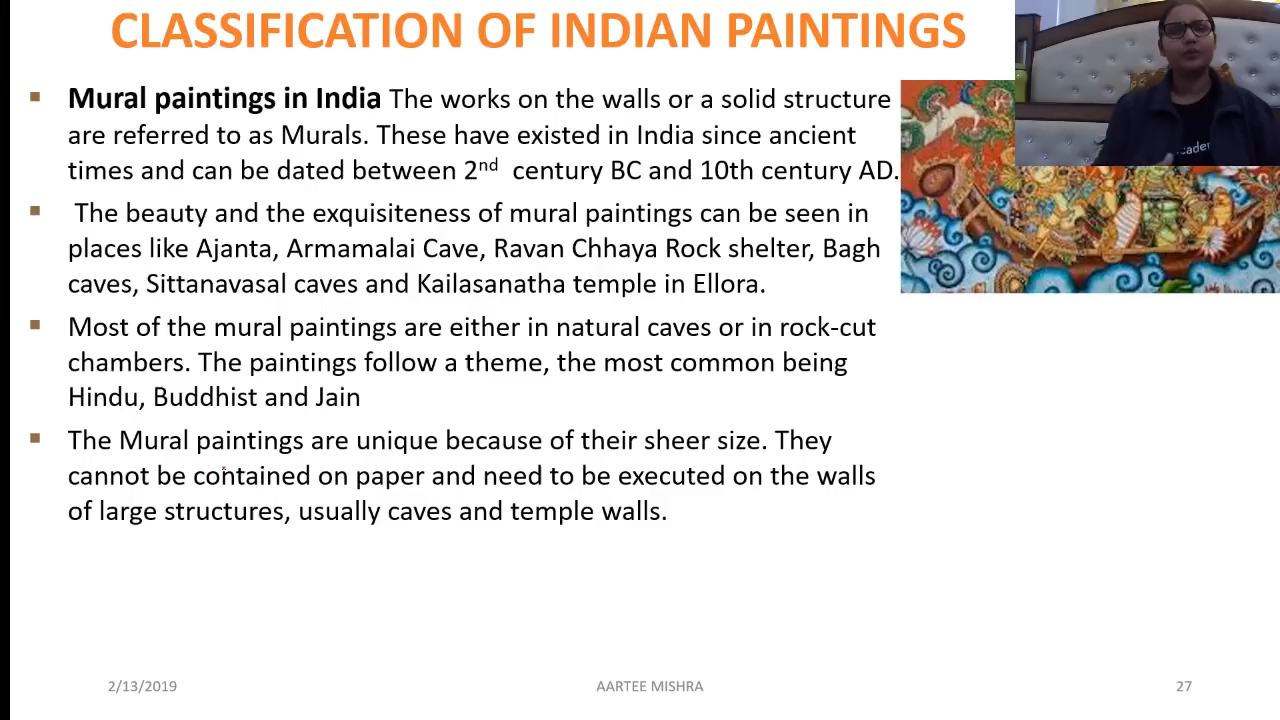 CLASSIFICATION OF INDIAN PAINTINGS
▪ Mural paintings in India The works on the walls or a solid structure
are referred to as Murals. These have existed in India since ancient
times and can be dated between 2nd century BC and 10th century AD.
▪ The beauty and the exquisiteness of mural paintings can be seen in
places like Ajanta, Armamalai Cave, Ravan Chhaya Rock shelter, Bagh
caves, Sittanavasal caves and Kailasanatha temple in Ellora.
▪ Most of the mural paintings are either in natural caves or in rock-cut
chambers. The paintings follow a theme, the most common being
Hindu, Buddhist and Jain
▪ The Mural paintings are unique because of their sheer size. They
cannot be contained on paper and need to be executed on the walls
of large structures, usually caves and temple walls.
2/13/2019
AARTEE MISHRA
27